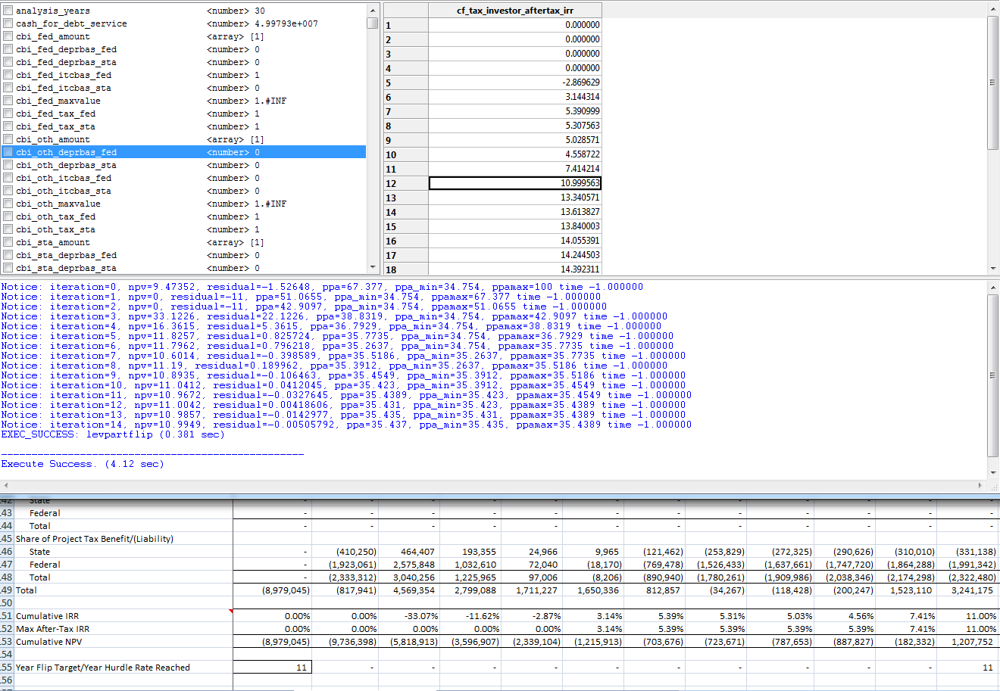 analysis_years <number> 30
cash_for_debt_service <number> 4.99793e+007
cbi_fed_amount <array> [1]
cbi_fed_deprbas_fed <number> 0
cbi_fed_deprbas_sta <number> 0
cbi_fed_itcbas_fed <number> 1
cbi_fed_itcbas_sta <number> 0
cbi_fed_maxvalue <number> 1.#INF
cbi_fed_tax_fed <number> 1
cbi_fed_tax_sta <number> 1
cbi_oth_amount <array> [1]
cbi_oth_deprbas_fed <number> 0
cbi_oth_deprbas_sta <number> 0
cbi_oth_itcbas_fed <number> 0
cbi_oth_itcbas_sta <number> 0
cbi_oth_maxvalue <number> 1.#INF
cbi_oth_tax_fed <number> 1
cbi_oth_tax_sta <number> 1
cbi_sta_amount <array> [1]
cbi_sta_deprbas_fed <number> 0
cbi_sta_deprbas_sta <number> 0
cf_tax_investor_aftertax_irr
1 0.000000
2 0.000000
3 0.000000
4 0.000000
5 -2.869629
6 3.144314
7 5.390999
8 5.307563
9 5.028571
10 4.558722
11 7.414214
12 10.999563
13 13.340571
14 13.613827
15 13.840003
16 14.055391
17 14.244503
18 14.392311
Notice: iteration=0, npv=9.47352, residual=-1.52648, ppa=67.377, ppa_min=34.754, ppamax=100 time -1.000000
Notice: iteration=1, npv=0, residual=-11, ppa=51.0655, ppa_min=34.754, ppamax=67.377 time -1.000000
Notice: iteration=2, npv=0, residual=-11, ppa=42.9097, ppa_min=34.754, ppamax=51.0655 time -1.000000
Notice: iteration=3, npv=33.1226, residual=22.1226, ppa=38.8319, ppa_min=34.754, ppamax=42.9097 time -1.000000
Notice: iteration=4, npv=16.3615, residual=5.3615, ppa=36.7929, ppa_min=34.754, ppamax=38.8319 time -1.000000
Notice: iteration=5, npv=11.8257, residual=0.825724, ppa=35.7735, ppa_min=34.754, ppamax=36.7929 time -1.000000
Notice: iteration=6, npv=11.7962, residual=0.796218, ppa=35.2637, ppa_min=34.754, ppamax=35.7735 time -1.000000
Notice: iteration=7, npv=10.6014, residual=-0.398589, ppa=35.5186, ppa_min=35.2637, ppamax=35.7735 time -1.000000
Notice: iteration=8, npv=11.19, residual=0.189962, ppa=35.3912, ppa_min=35.2637, ppamax=35.5186 time -1.000000
Notice: iteration=9, npv=10.8935, residual=-0.106463, ppa=35.4549, ppa_min=35.3912, ppamax=35.5186 time -1.000000
Notice: iteration=10, npv=11.0412, residual=0.0412045, ppa=35.423, ppa_min=35.3912, ppamax=35.4549 time -1.000000
Notice: iteration=11, npv=10.9672, residual=-0.0327645, ppa=35.4389, ppa_min=35.423, ppamax=35.4549 time -1.000000
Notice: iteration=12, npv=11.0042, residual=0.00418606, ppa=35.431, ppa_min=35.423, ppamax=35.4389 time -1.000000
Notice: iteration=13, npv=10.9857, residual=-0.0142977, ppa=35.435, ppa_min=35.431, ppamax=35.4389 time -1.000000
Notice: iteration=14, npv=10.9949, residual=-0.00505792, ppa=35.437, ppa_min=35.435, ppamax=35.4389 time -1.000000
EXEC_SUCCESS: levpartflip (0.381 sec)
--------------------------------------------------
Execute Success. (4.12 sec)
42 State - - - - - - - - - - - -
43 Federal - - - - - - - - - - - -
44 Total - - - - - - - - - - - -
45 Share of Project Tax Benefit/(Liability)
46 State - (410,250) 464,407 193,355 24,966 9,965 (121,462) (253,829) (272,325) (290,626) (310,010) (331,138)
47 Federal - (1,923,061) 2,575,848 1,032,610 72,040 (18,170) (769,478) (1,526,433) (1,637,661) (1,747,720) (1,864,288) (1,991,342)
48 Total - (2,333,312) 3,040,256 1,225,965 97,006 (8,206) (890,940) (1,780,261) (1,909,986) (2,038,346) (2,174,298) (2,322,480)
49 Total (8,979,045) (817,941) 4,569,354 2,799,088 1,711,227 1,650,336 812,857 (34,267) (118,428) (200,247) 1,523,110 3,241,175
50
51 Cumulative IRR 0.00% 0.00% -33.07% -11.62% -2.87% 3.14% 5.39% 5.31% 5.03% 4.56% 7.41% 11.00%
52 Max After-Tax IRR 0.00% 0.00% 0.00% 0.00% 0.00% 3.14% 5.39% 5.39% 5.39% 5.39% 7.41% 11.00%
53 Cumulative NPV (8,979,045) (9,736,398) (5,818,913) (3,596,907) (2,339,104) (1,215,913) (703,676) (723,671) (787,653) (887,827) (182,332) 1,207,752
54
55 Year Flip Target/Year Hurdle Rate Reached 11 - - - - - - - - - - 11
56